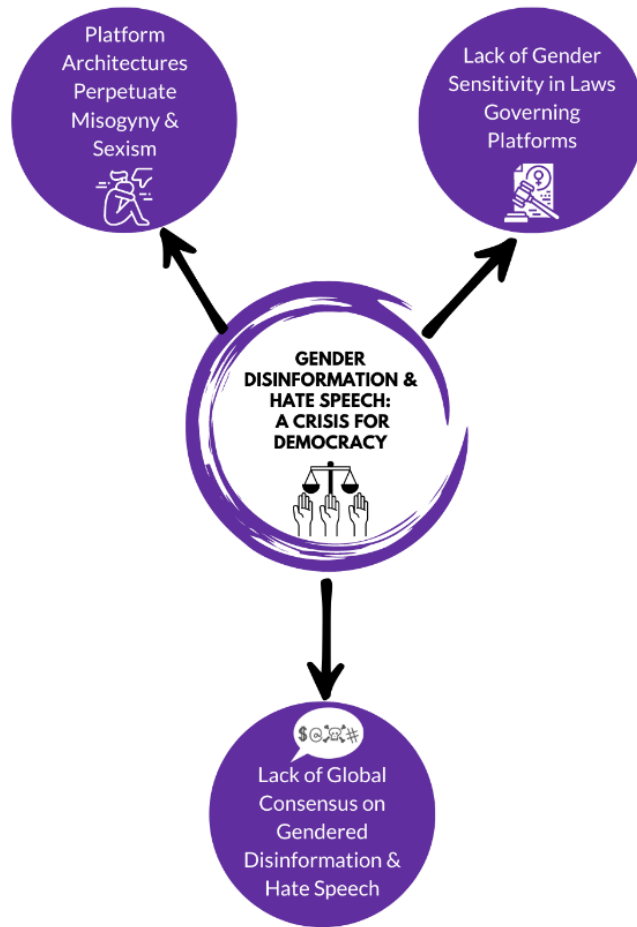 Platform
Architectures
Perpetuate
Misogyny &
Sexism
Lack of Gender
Sensitivity in Laws
Governing
Platforms
GENDER
DISINFORMATION &
HATE SPEECH:
A CRISIS FOR
DEMOCRACY
$@☠#
Lack of Global
Consensus on
Gendered
Disinformation &
Hate Speech